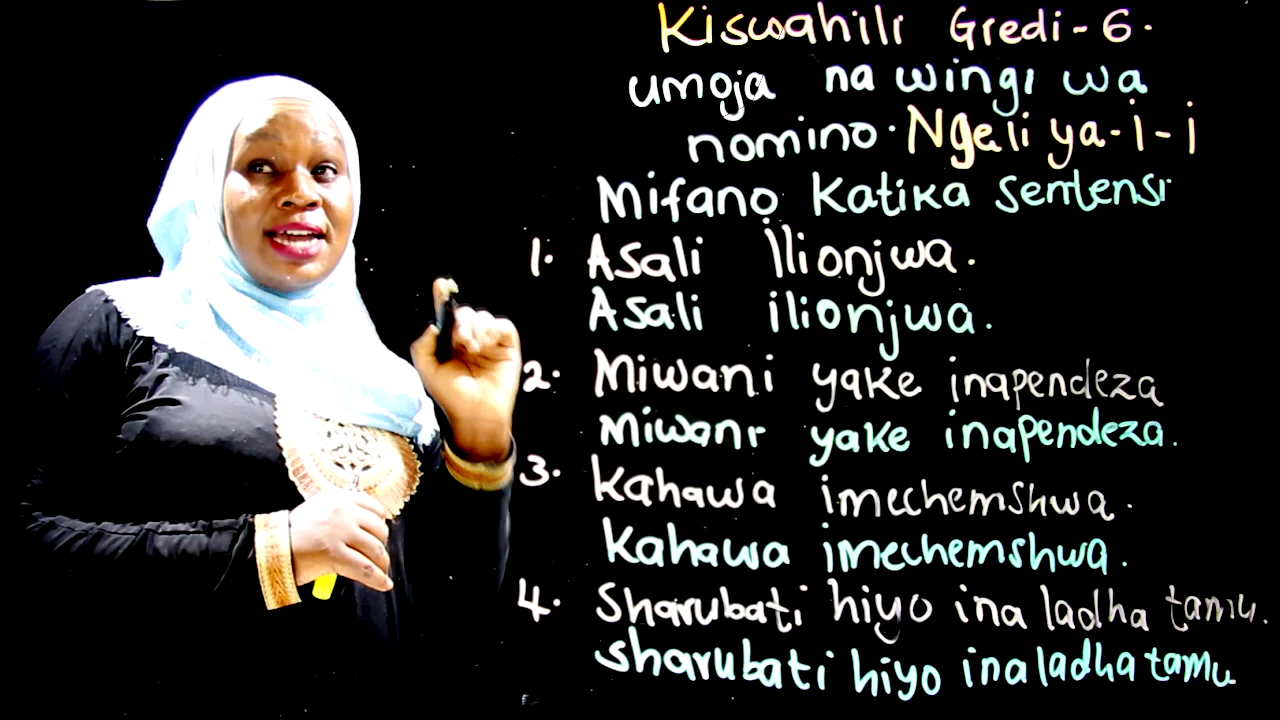 Kiswahili Gredi-6.
umoja na wingi wa
nomino. Ngeli ya-i-i
Mifano Katika sentensi
1. Asali ilionjwa.
Asali ilionjwa.
2. Miwani yake inapendeza
Miwani yake inapendeza.
3. Kahawa imechemshwa.
Kahawa imechemshwa.
4. Sharubati hiyo ina ladha tamu.
sharubati hiyo ina ladha tamu